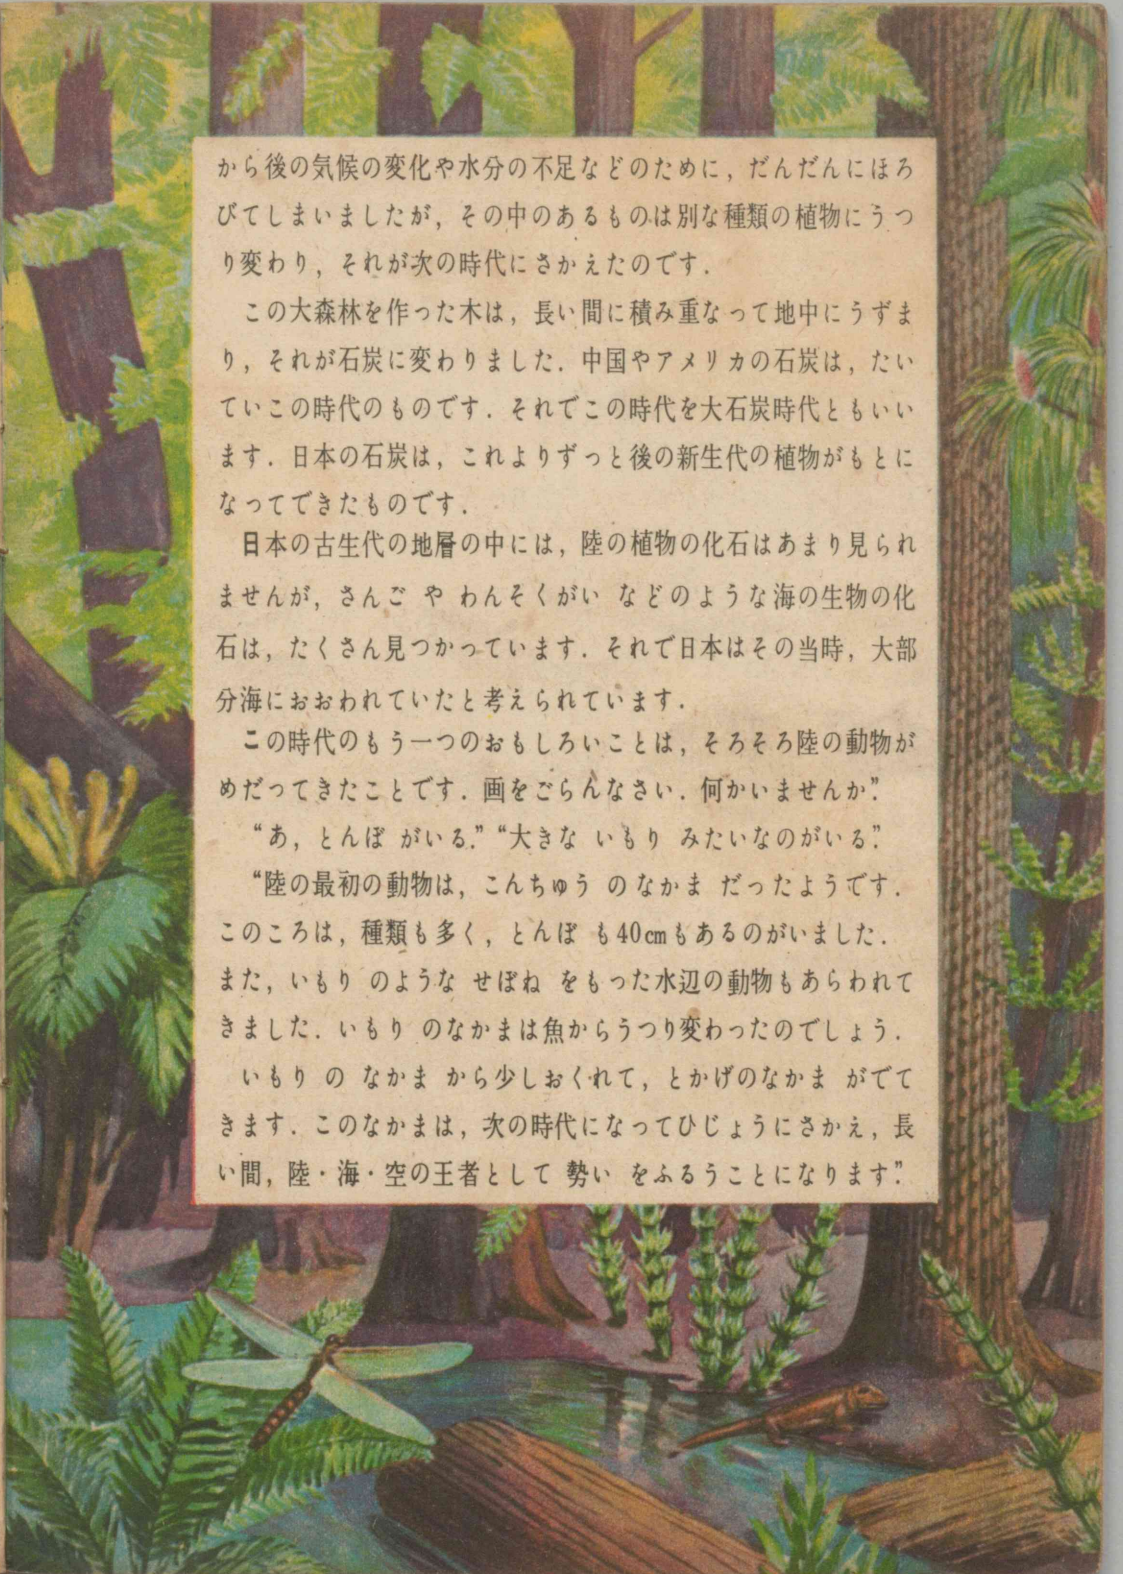 から後の気候の変化や水分の不足などのために，だんだんにほろ
びてしまいましたが，その中のあるものは別な種類の植物にうつ
り変わり，それが次の時代にさかえたのです．
この大森林を作った木は，長い間に積み重なって地中にうずま
り，それが石炭に変わりました．中国やアメリカの石炭は，たい
ていこの時代のものです．それでこの時代を大石炭時代ともいい
ます．日本の石炭は，これよりずっと後の新生代の植物がもとに
なってできたものです．
日本の古生代の地層の中には，陸の植物の化石はあまり見られ
ませんが，さんご や わんそくがい などのような海の生物の化
石は，たくさん見つかっています．それで日本はその当時，大部
分海におおわれていたと考えられています．
この時代のもう一つのおもしろいことは，そろそろ陸の動物が
めだってきたことです．画をごらんなさい．何かいませんか”．
“あ，とんぼ がいる．”“大きな いもり みたいなのがいる”．
“陸の最初の動物は，こんちゅう のなかま だったようです．
このころは，種類も多く，とんぼ も40cmもあるのがいました．
また，いもり のような せぼね をもった水辺の動物もあらわれて
きました．いもり のなかまは魚からうつり変わったのでしょう．
いもり の なかま から少しおくれて，とかげのなかま がでて
きます．このなかまは，次の時代になってひじょうにさかえ，長
い間，陸・海・空の王者として 勢い をふるうことになります”．